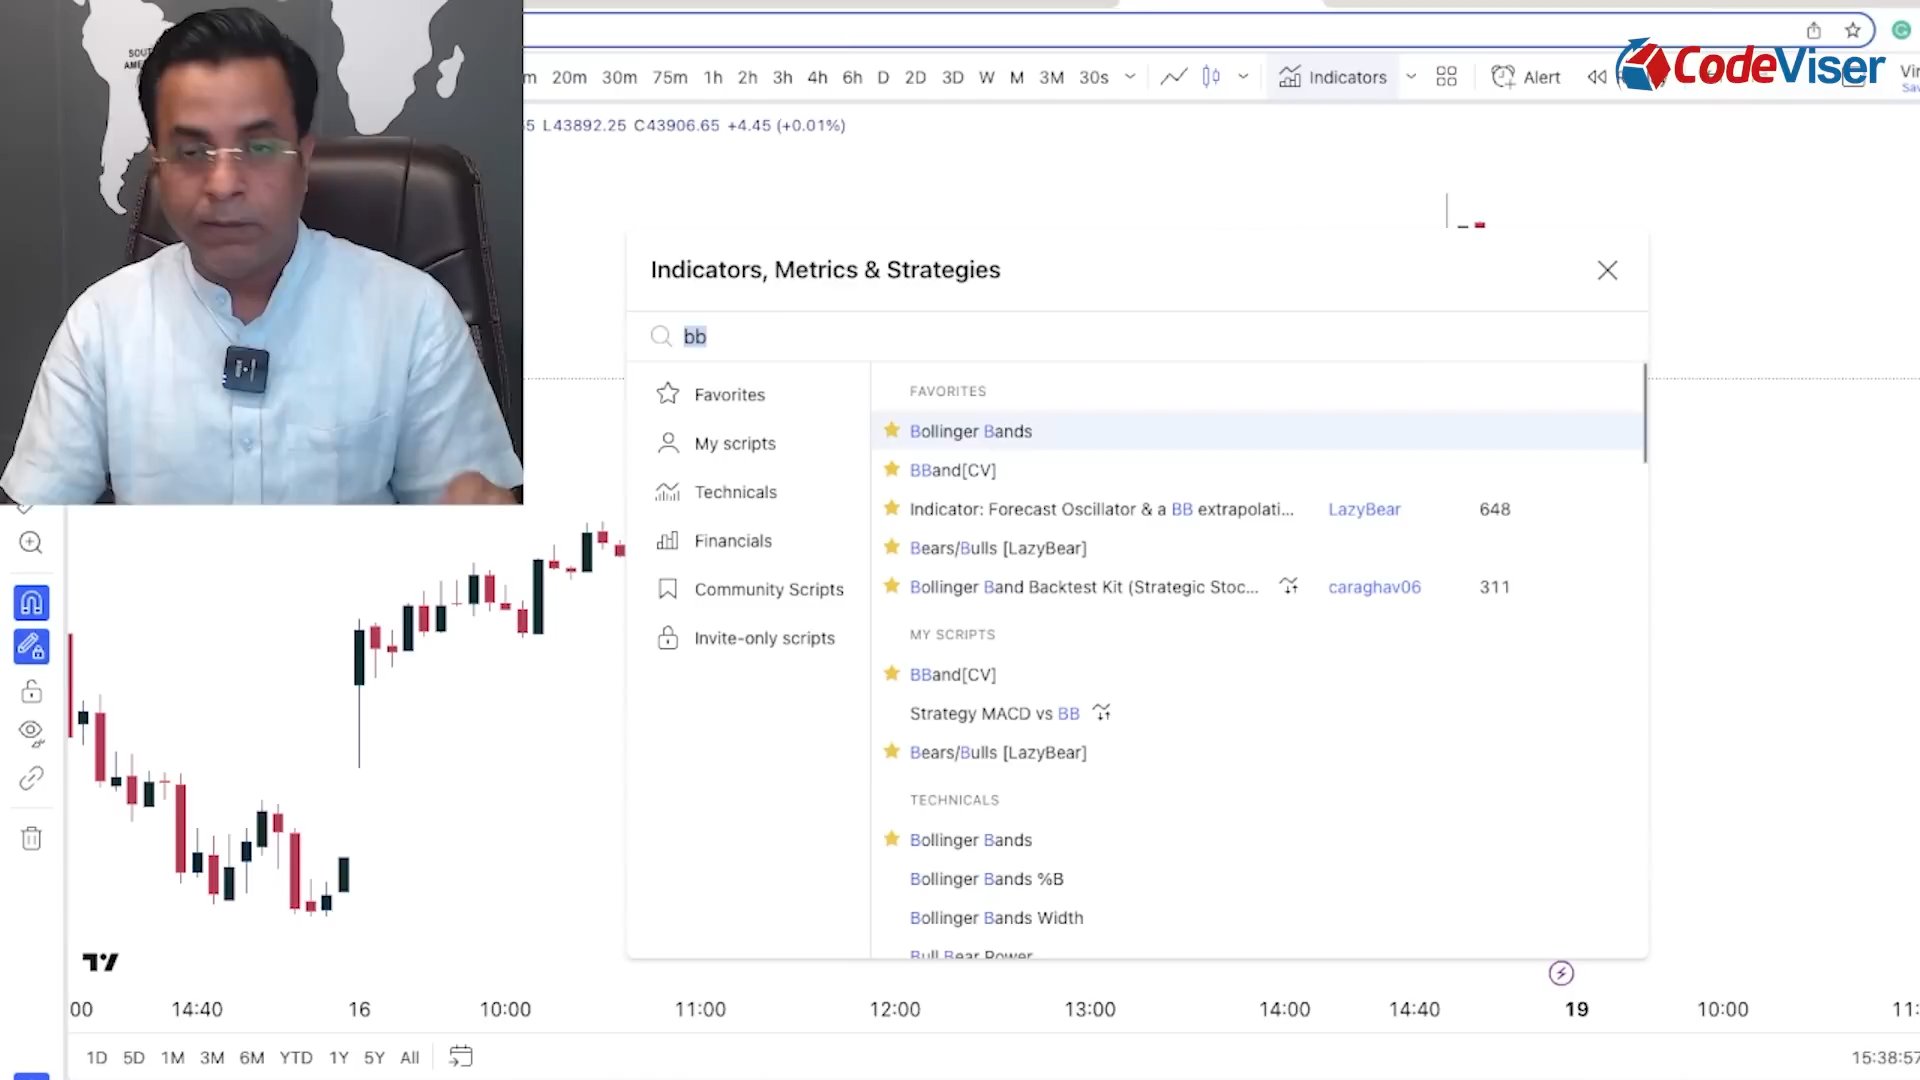 CodeViser
m 20m 30m 75m 1h 2h 3h 4h 6h D 2D 3D W M 3M 30s Indicators Alert
L43892.25 C43906.65 +4.45 (+0.01%)
Indicators, Metrics & Strategies
bb
Favorites
My scripts
Technicals
Financials
Community Scripts
Invite-only scripts
FAVORITES
Bollinger Bands
BBand[CV]
Indicator: Forecast Oscillator & a BB extrapolati... LazyBear 648
Bears/Bulls [LazyBear]
Bollinger Band Backtest Kit (Strategic Stoc... caraghav06 311
MY SCRIPTS
BBand[CV]
Strategy MACD vs BB
Bears/Bulls [LazyBear]
TECHNICALS
Bollinger Bands
Bollinger Bands %B
Bollinger Bands Width
Bull Bear Power
00 14:40 16 10:00 11:00 12:00 13:00 14:00 14:40 19 10:00 11:
1D 5D 1M 3M 6M YTD 1Y 5Y All 15:38:57